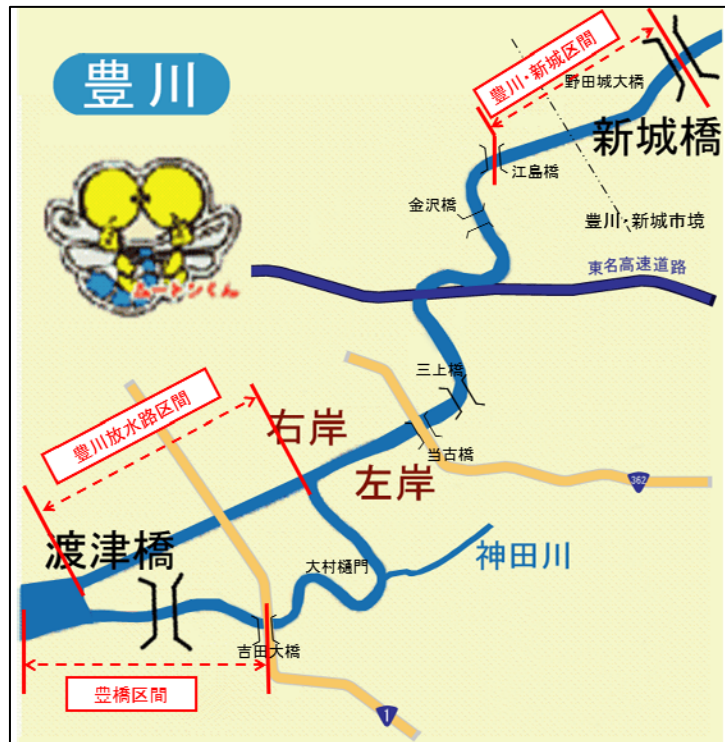 豊川
豊川・新城区間
野田城大橋
新城橋
江島橋
金沢橋
豊川・新城市境
東名高速道路
ムートンくん
三上橋
豊川放水路区間
右岸
当古橋
左岸
362
渡津橋
神田川
大村樋門
吉田大橋
豊橋区間
1